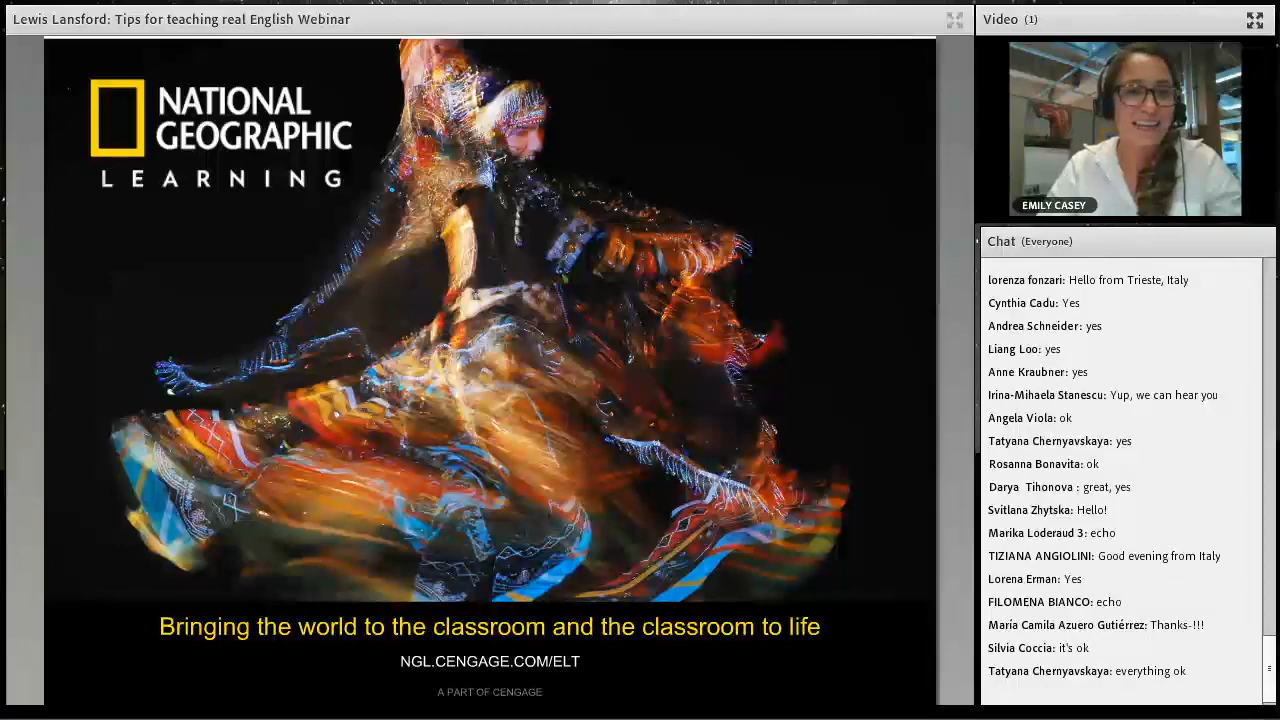 Lewis Lansford: Tips for teaching real English Webinar
NATIONAL
GEOGRAPHIC
LEARNING
Bringing the world to the classroom and the classroom to life
NGL.CENGAGE.COM/ELT
A PART OF CENGAGE
Video (1)
EMILY CASEY
Chat (Everyone)
lorenza fonzari: Hello from Trieste, Italy
Cynthia Cadu: Yes
Andrea Schneider: yes
Liang Loo: yes
Anne Kraubner: yes
Irina-Mihaela Stanescu: Yup, we can hear you
Angela Viola: ok
Tatyana Chernyavskaya: yes
Rosanna Bonavita: ok
Darya Tihonova : great, yes
Svitlana Zhytska: Hello!
Marika Loderaud 3: echo
TIZIANA ANGIOLINI: Good evening from Italy
Lorena Erman: Yes
FILOMENA BIANCO: echo
María Camila Azuero Gutiérrez: Thanks-!!!
Silvia Coccia: it's ok
Tatyana Chernyavskaya: everything ok